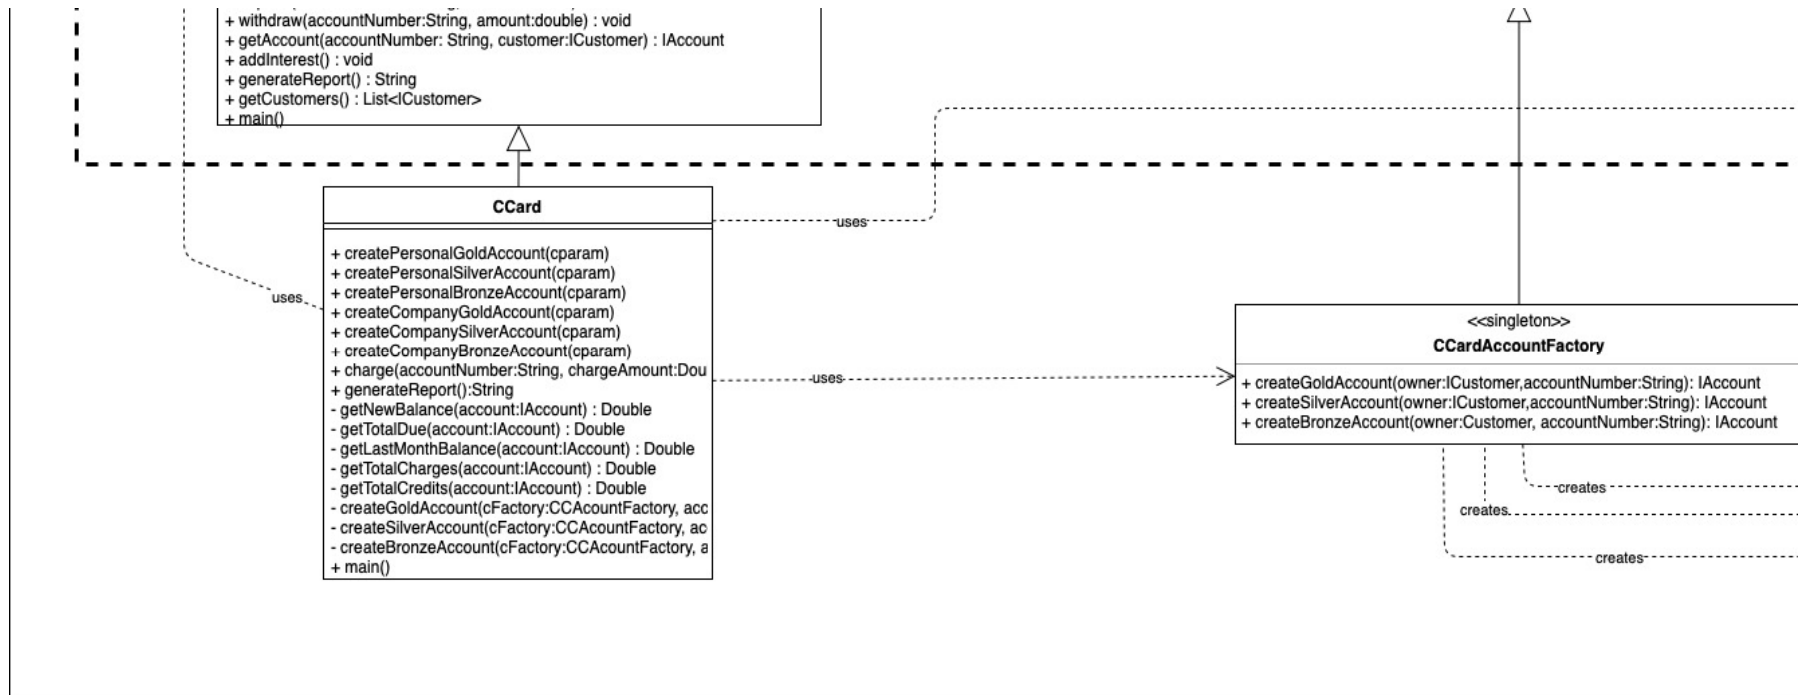 + withdraw(accountNumber:String, amount:double) : void
+ getAccount(accountNumber: String, customer:ICustomer) : IAccount
+ addInterest() : void
+ generateReport() : String
+ getCustomers() : List<ICustomer>
+ main()
CCard
uses
uses
+ createPersonalGoldAccount(cparam)
+ createPersonalSilverAccount(cparam)
+ createPersonalBronzeAccount(cparam)
+ createCompanyGoldAccount(cparam)
+ createCompanySilverAccount(cparam)
+ createCompanyBronzeAccount(cparam)
+ charge(accountNumber:String, chargeAmount:Dou
+ generateReport():String
- getNewBalance(account:IAccount) : Double
- getTotalDue(account:IAccount) : Double
- getLastMonthBalance(account:IAccount) : Double
- getTotalCharges(account:IAccount) : Double
- getTotalCredits(account:IAccount) : Double
- createGoldAccount(cFactory:CCAcountFactory, acc
- createSilverAccount(cFactory:CCAcountFactory, ac
- createBronzeAccount(cFactory:CCAcountFactory, a
+ main()
uses
<<singleton>>
CCardAccountFactory
+ createGoldAccount(owner:ICustomer,accountNumber:String): IAccount
+ createSilverAccount(owner:ICustomer,accountNumber:String): IAccount
+ createBronzeAccount(owner:Customer, accountNumber:String): IAccount
creates
creates
creates